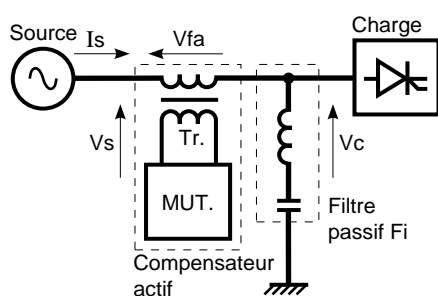 Source
Is
Vfa
Charge
Vs
Tr.
Vc
MUT.
Filtre
passif Fi
Compensateur
actif